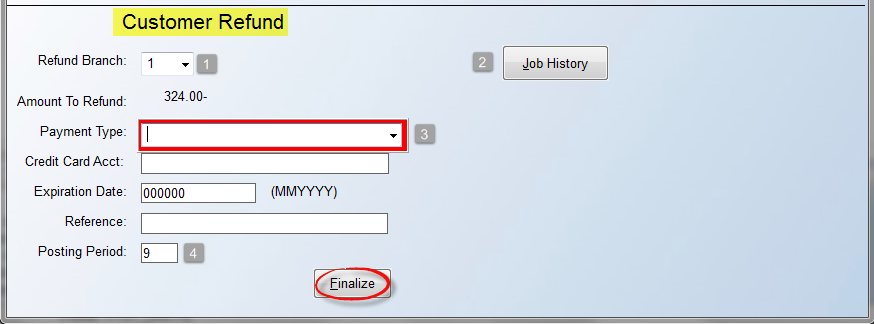 Customer Refund
Refund Branch: 1 1 2 Job History
Amount To Refund: 324.00-
Payment Type: 3
Credit Card Acct:
Expiration Date: 000000 (MMYYYY)
Reference:
Posting Period: 9 4
Finalize